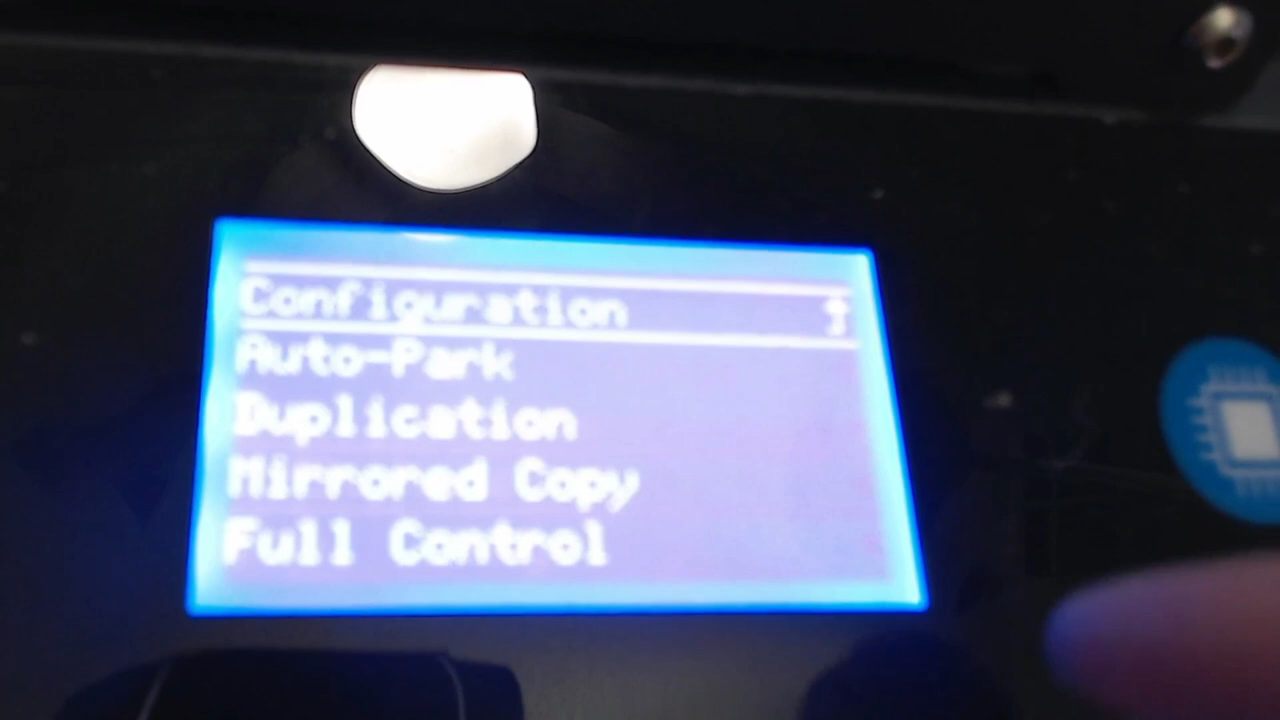 Configuration
Auto-Park
Duplication
Mirrored Copy
Full Control